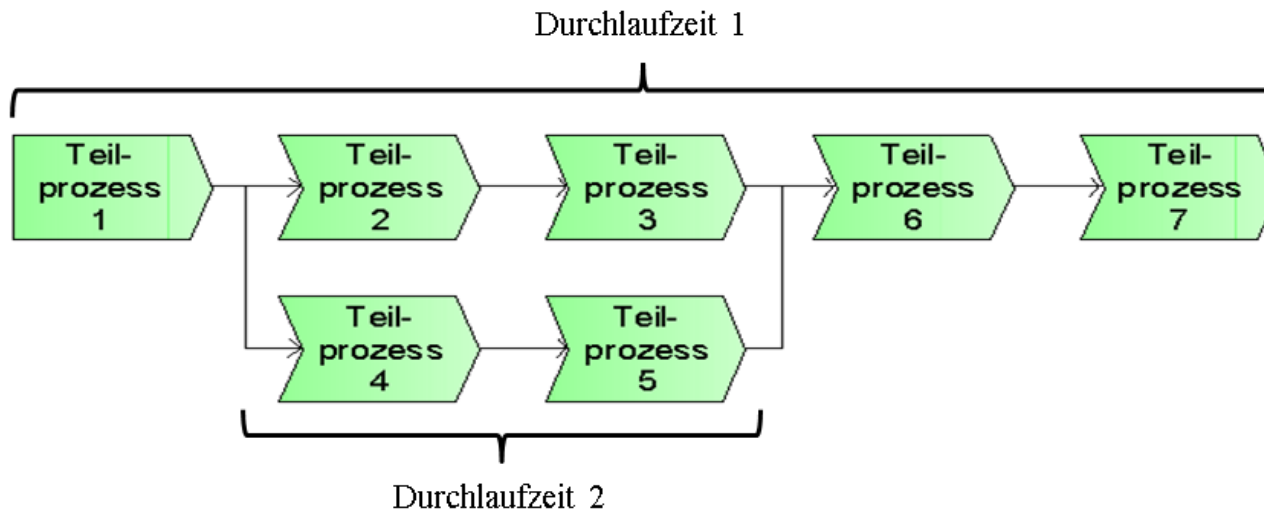 Durchlaufzeit 1
Teil-
prozess
1
Teil-
prozess
2
Teil-
prozess
3
Teil-
prozess
6
Teil-
prozess
7
Teil-
prozess
4
Teil-
prozess
5
Durchlaufzeit 2